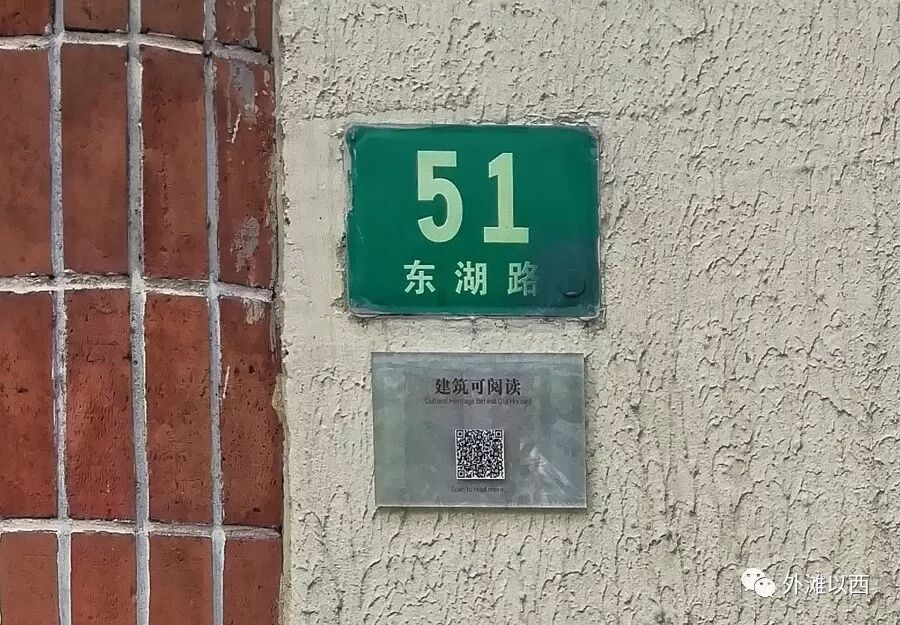 51
东湖路
建筑可阅读
Cultural Heritage Behind Old Houses
Scan to read more
外滩以西